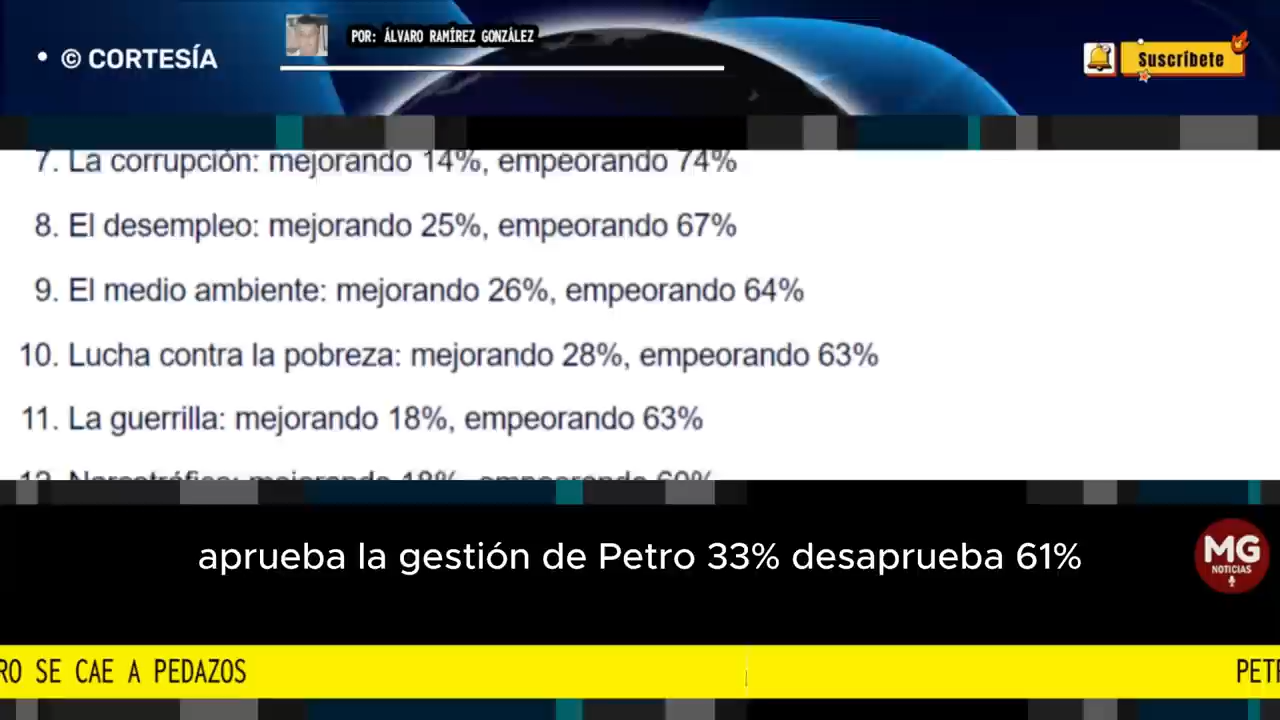 • © CORTESÍA
POR: ÁLVARO RAMÍREZ GONZÁLEZ
Suscríbete
7. La corrupción: mejorando 14%, empeorando 74%
8. El desempleo: mejorando 25%, empeorando 67%
9. El medio ambiente: mejorando 26%, empeorando 64%
10. Lucha contra la pobreza: mejorando 28%, empeorando 63%
11. La guerrilla: mejorando 18%, empeorando 63%
aprueba la gestión de Petro 33% desaprueba 61%
MG
NOTICIAS
RO SE CAE A PEDAZOS
PET